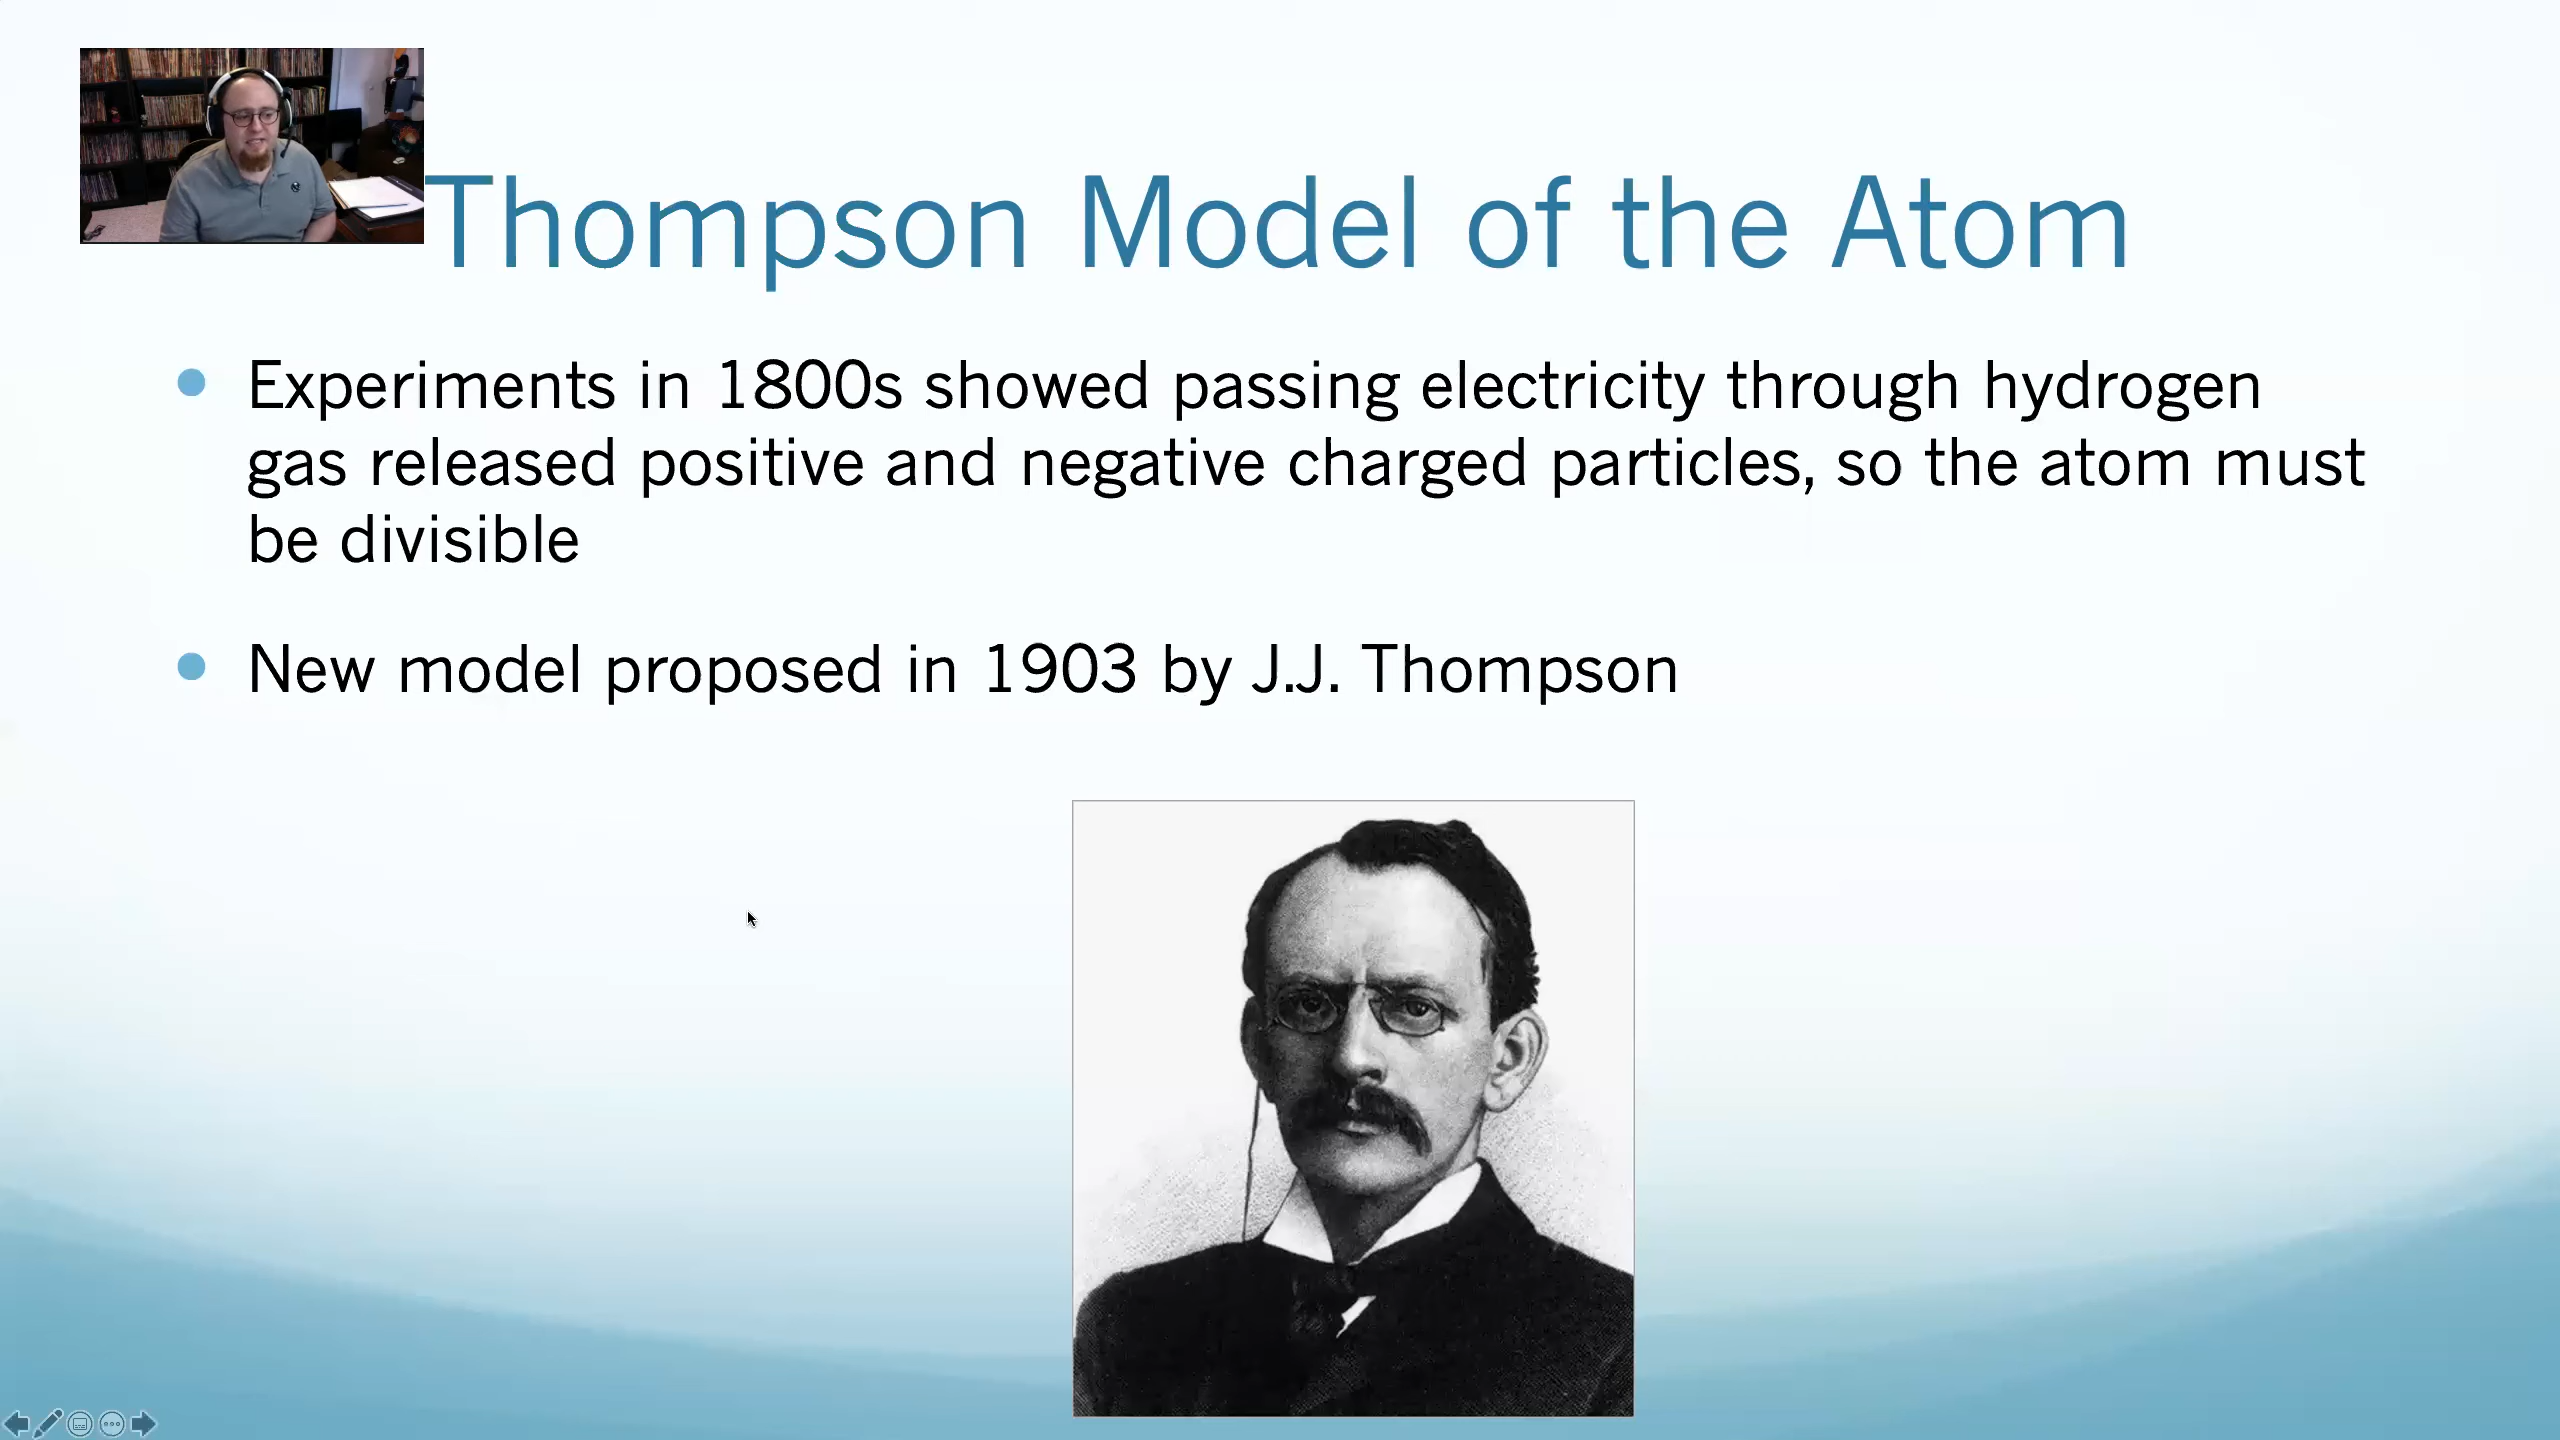 Thompson Model of the Atom
Experiments in 1800s showed passing electricity through hydrogen
gas released positive and negative charged particles, so the atom must
be divisible
New model proposed in 1903 by J.J. Thompson